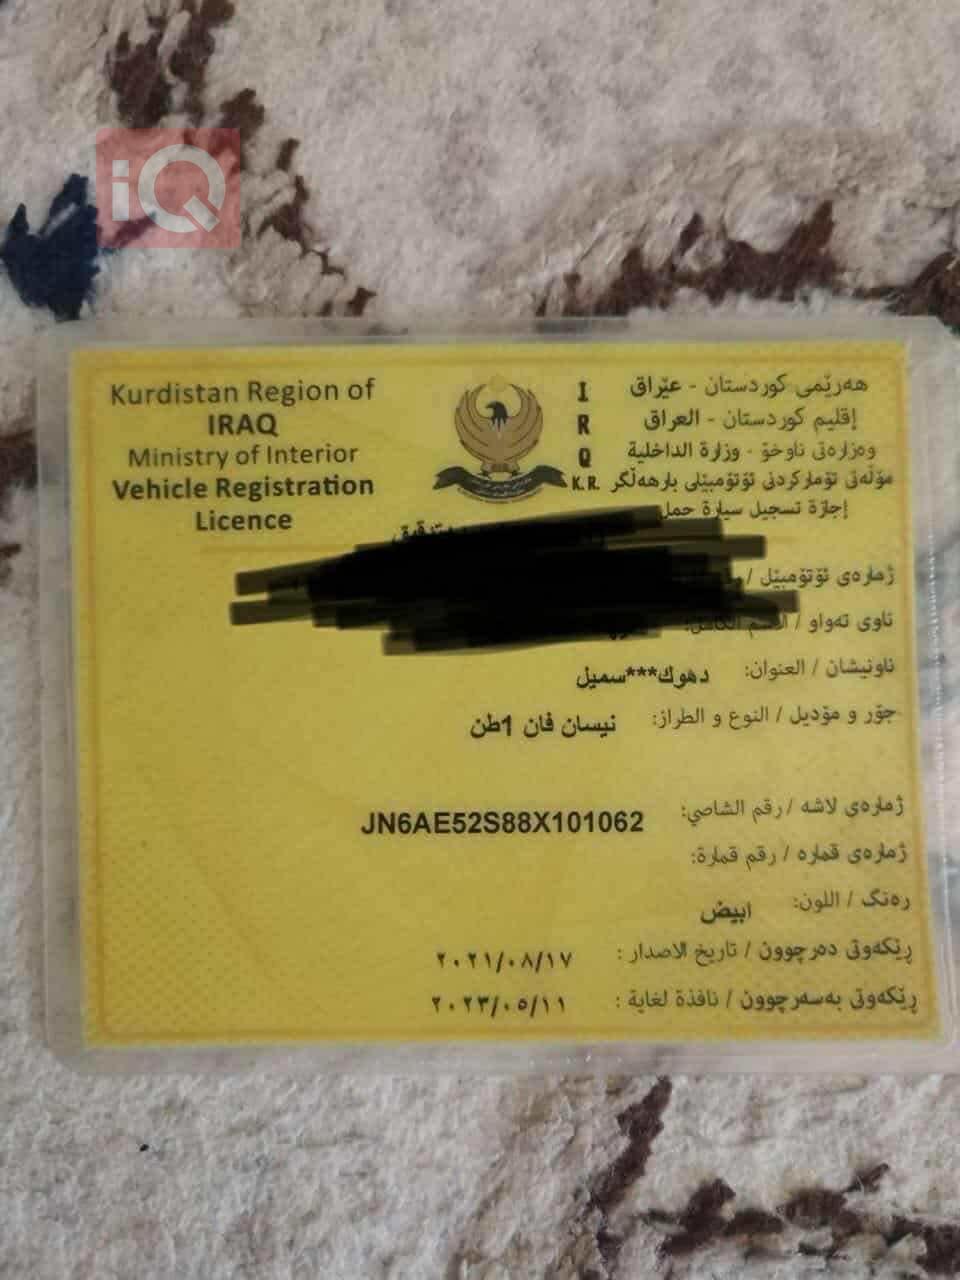 iQ
Kurdistan Region of
IRAQ
Ministry of Interior
Vehicle Registration
Licence
I
R
Q
K.R.
هەرێمی کوردستان - عێراق
إقليم كوردستان - العراق
وەزارەتی ناوخۆ - وزارة الداخلية
مۆڵەتی تۆمارکردنی ئۆتۆمبێلی بارهەڵگر
إجازة تسجيل سيارة حمل
ژمارەی ئۆتۆمبێل /
ناوی تەواو / الاسم الكامل:
ناونیشان / العنوان: دهوك***سميل
جۆر و مۆدیل / النوع و الطراز: نيسان فان 1طن
ژمارەی لاشە / رقم الشاصي: JN6AE52S88X101062
ژمارەی قمارە / رقم قمارة:
رەنگ / اللون: ابيض
ڕێکەوتی دەرچوون / تاريخ الاصدار : ٢٠٢١/٠٨/١٧
ڕێکەوتی بەسەرچوون / نافذة لغاية : ٢٠٢٣/٠٥/١١